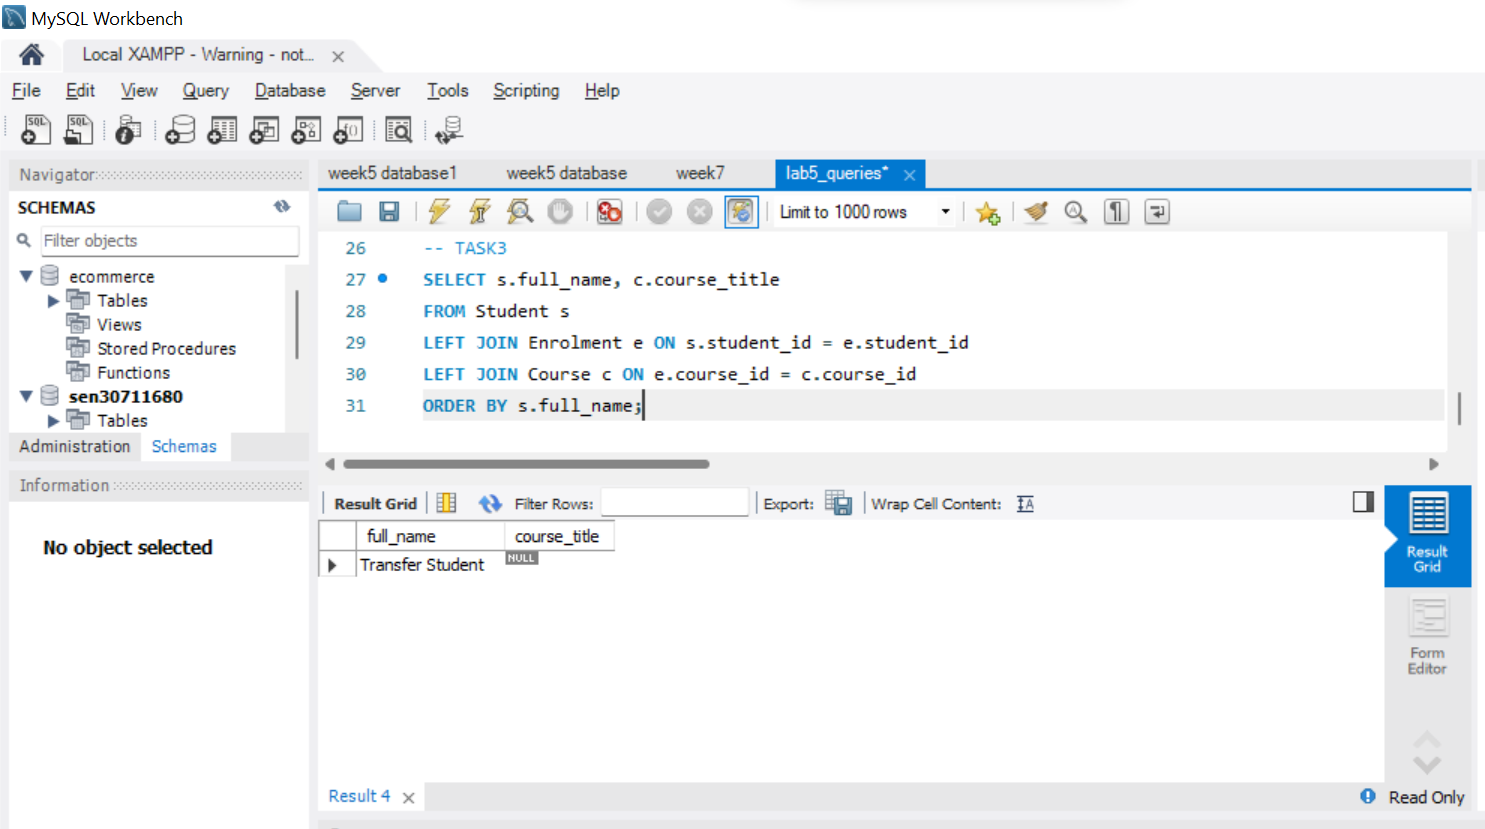 MySQL Workbench
Local XAMPP - Warning - not...
File Edit View Query Database Server Tools Scripting Help
SQL SQL
Navigator
week5 database1 week5 database week7 lab5_queries*
SCHEMAS
Limit to 1000 rows
Filter objects
ecommerce
Tables
Views
Stored Procedures
Functions
sen30711680
Tables
26 -- TASK3
27 SELECT s.full_name, c.course_title
28 FROM Student s
29 LEFT JOIN Enrolment e ON s.student_id = e.student_id
30 LEFT JOIN Course c ON e.course_id = c.course_id
31 ORDER BY s.full_name;
Administration Schemas
Information
No object selected
Result Grid Filter Rows: Export: Wrap Cell Content:
full_name course_title
Transfer Student NULL
Result
Grid
Form
Editor
Result 4
Read Only